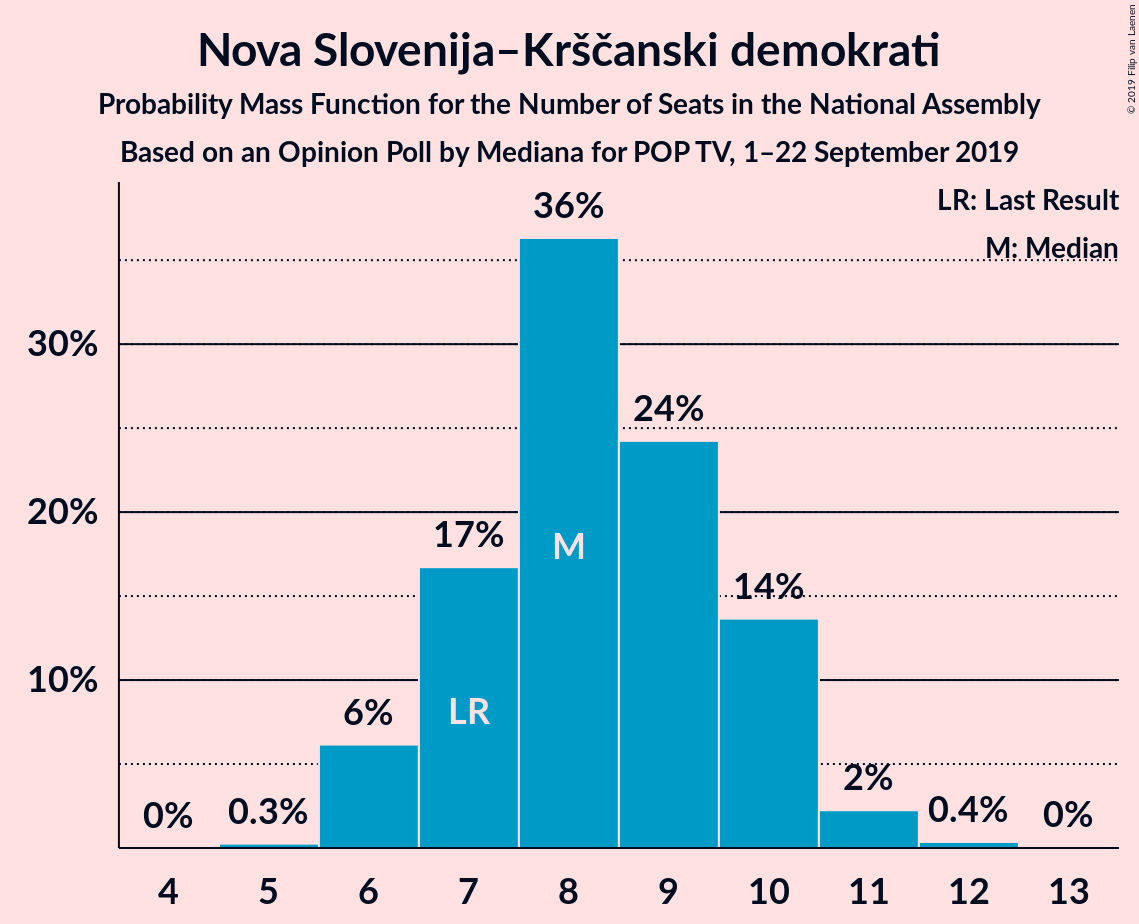 Nova Slovenija–Krščanski demokrati
Probability Mass Function for the Number of Seats in the National Assembly
Based on an Opinion Poll by Mediana for POP TV, 1–22 September 2019
© 2019 Filip van Laenen
LR: Last Result
M: Median
30%
20%
10%
0%
0.3%
6%
17%
36%
24%
14%
2%
0.4%
0%
LR
M
4
5
6
7
8
9
10
11
12
13